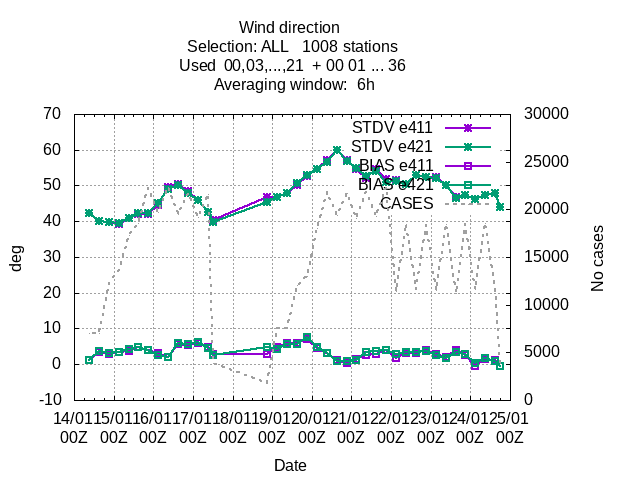 Wind direction
Selection: ALL   1008 stations
Used  00,03,...,21  + 00 01 ... 36
Averaging window:  6h
70
60
50
40
30
20
10
0
-10
deg
30000
25000
20000
15000
10000
5000
0
No cases
STDV e411
STDV e421
BIAS e411
BIAS e421
CASES
14/01 15/01 16/01 17/01 18/01 19/01 20/01 21/01 22/01 23/01 24/01 25/01
00Z 00Z 00Z 00Z 00Z 00Z 00Z 00Z 00Z 00Z 00Z 00Z
Date